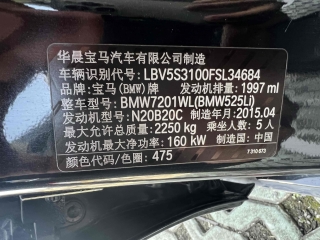 华晨宝马汽车有限公司制造
车辆识别代号: LBV5S3100FSL34684
品牌: 宝马(BMW)牌 发动机排量: 1997 ml
整车型号: BMW7201WL(BMW525Li)
发动机型号: N20B20C 制造年月: 2015.04
最大允许总质量: 2250 kg 乘坐人数: 5 人
发动机最大净功率: 160 kW 制造国: 中国
颜色代码/色圈: 475
7 310 673